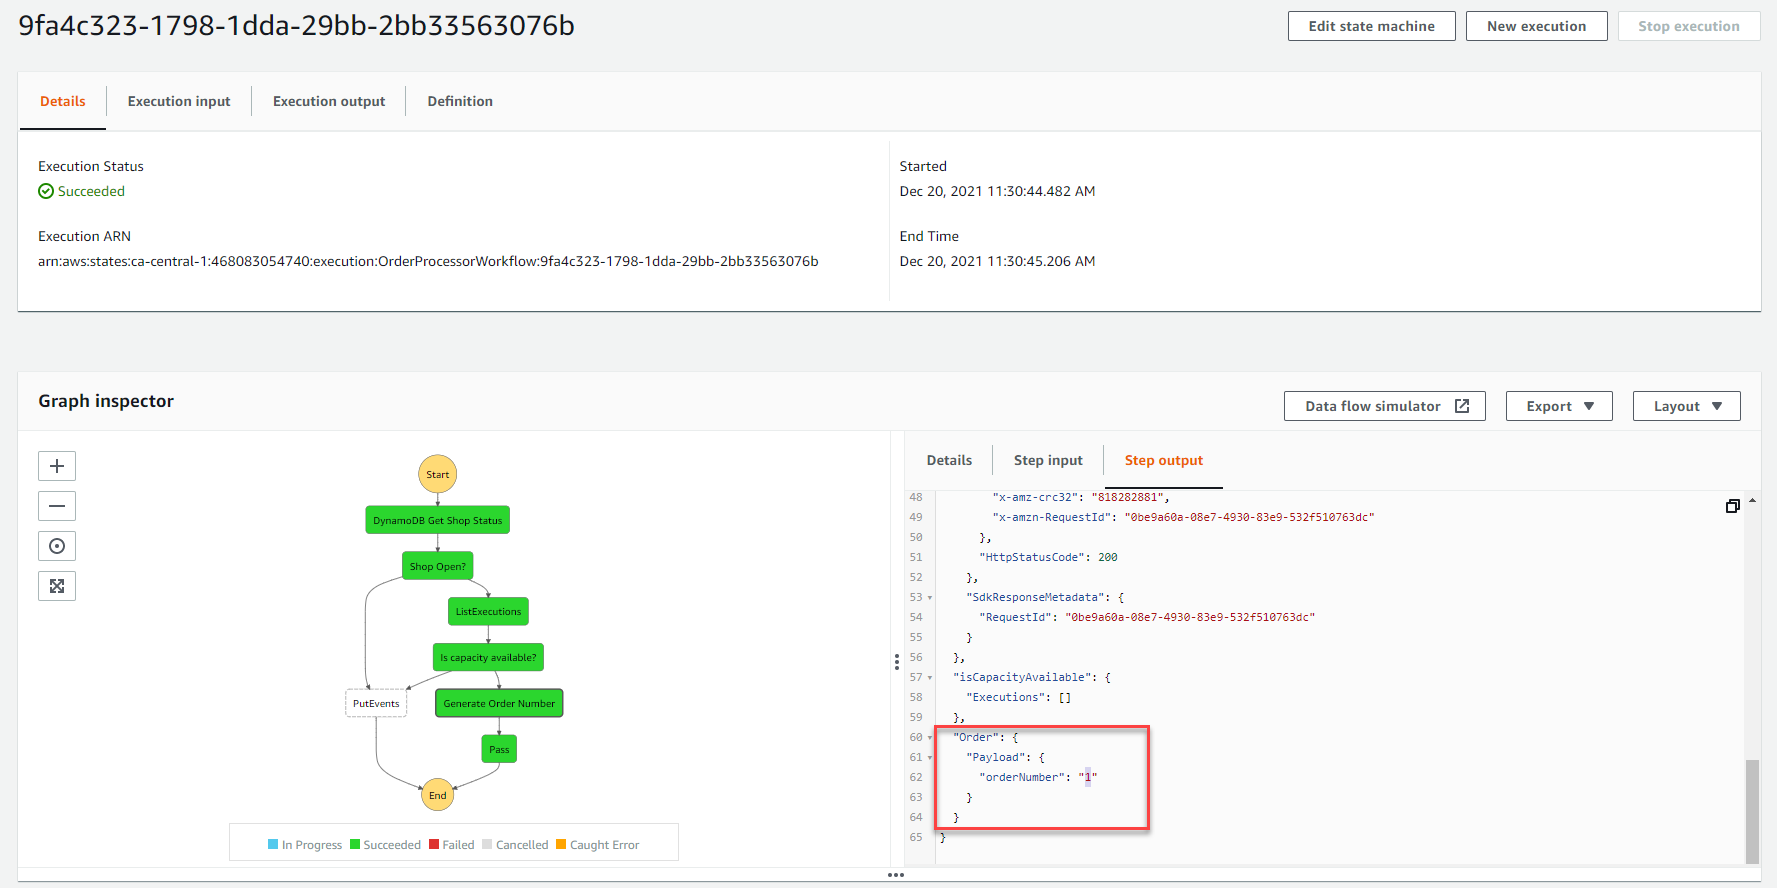 9fa4c323-1798-1dda-29bb-2bb33563076b
Edit state machine
New execution
Stop execution
Details
Execution input
Execution output
Definition
Execution Status
Succeeded
Execution ARN
arn:aws:states:ca-central-1:468083054740:execution:OrderProcessorWorkflow:9fa4c323-1798-1dda-29bb-2bb33563076b
Started
Dec 20, 2021 11:30:44.482 AM
End Time
Dec 20, 2021 11:30:45.206 AM
Graph inspector
Data flow simulator
Export
Layout
Start
DynamoDB Get Shop Status
Shop Open?
ListExecutions
Is capacity available?
PutEvents
Generate Order Number
Pass
End
In Progress
Succeeded
Failed
Cancelled
Caught Error
Details
Step input
Step output
48 "x-amz-crc32": "818282881",
49 "x-amzn-RequestId": "0be9a60a-08e7-4930-83e9-532f510763dc"
50 },
51 "HttpStatusCode": 200
52 },
53 "SdkResponseMetadata": {
54 "RequestId": "0be9a60a-08e7-4930-83e9-532f510763dc"
55 }
56 },
57 "isCapacityAvailable": {
58 "Executions": []
59 },
60 "Order": {
61 "Payload": {
62 "orderNumber": "1"
63 }
64 }
65 }